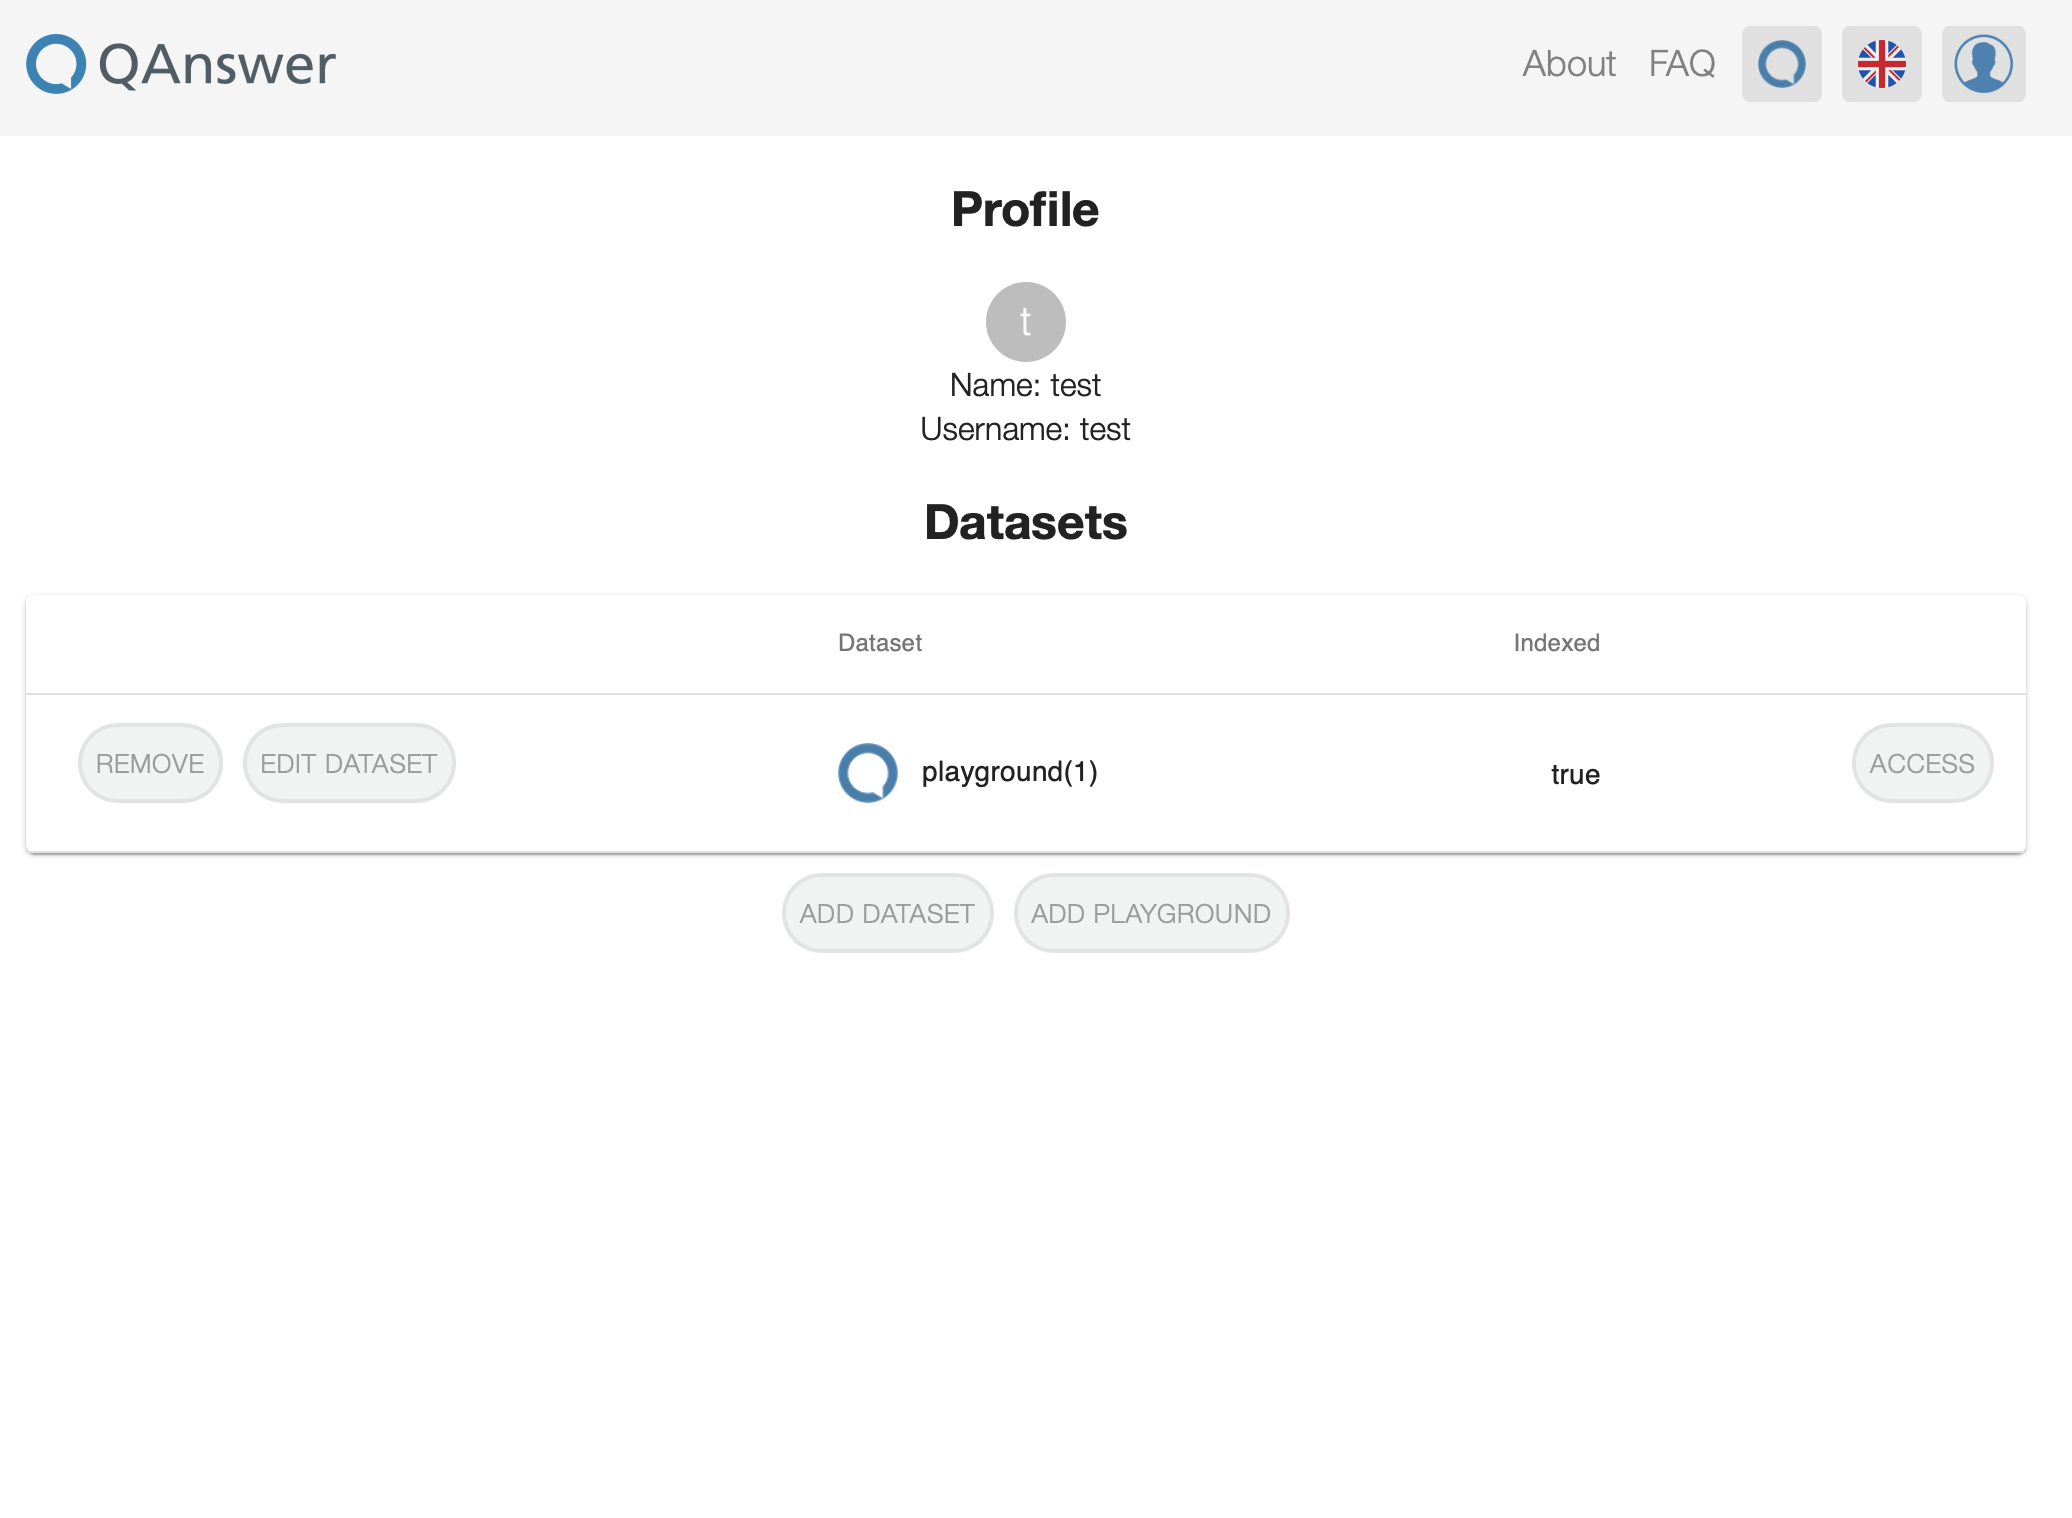 QAnswer About FAQ
Profile
t
Name: test
Username: test
Datasets
Dataset Indexed
REMOVE EDIT DATASET playground(1) true ACCESS
ADD DATASET ADD PLAYGROUND